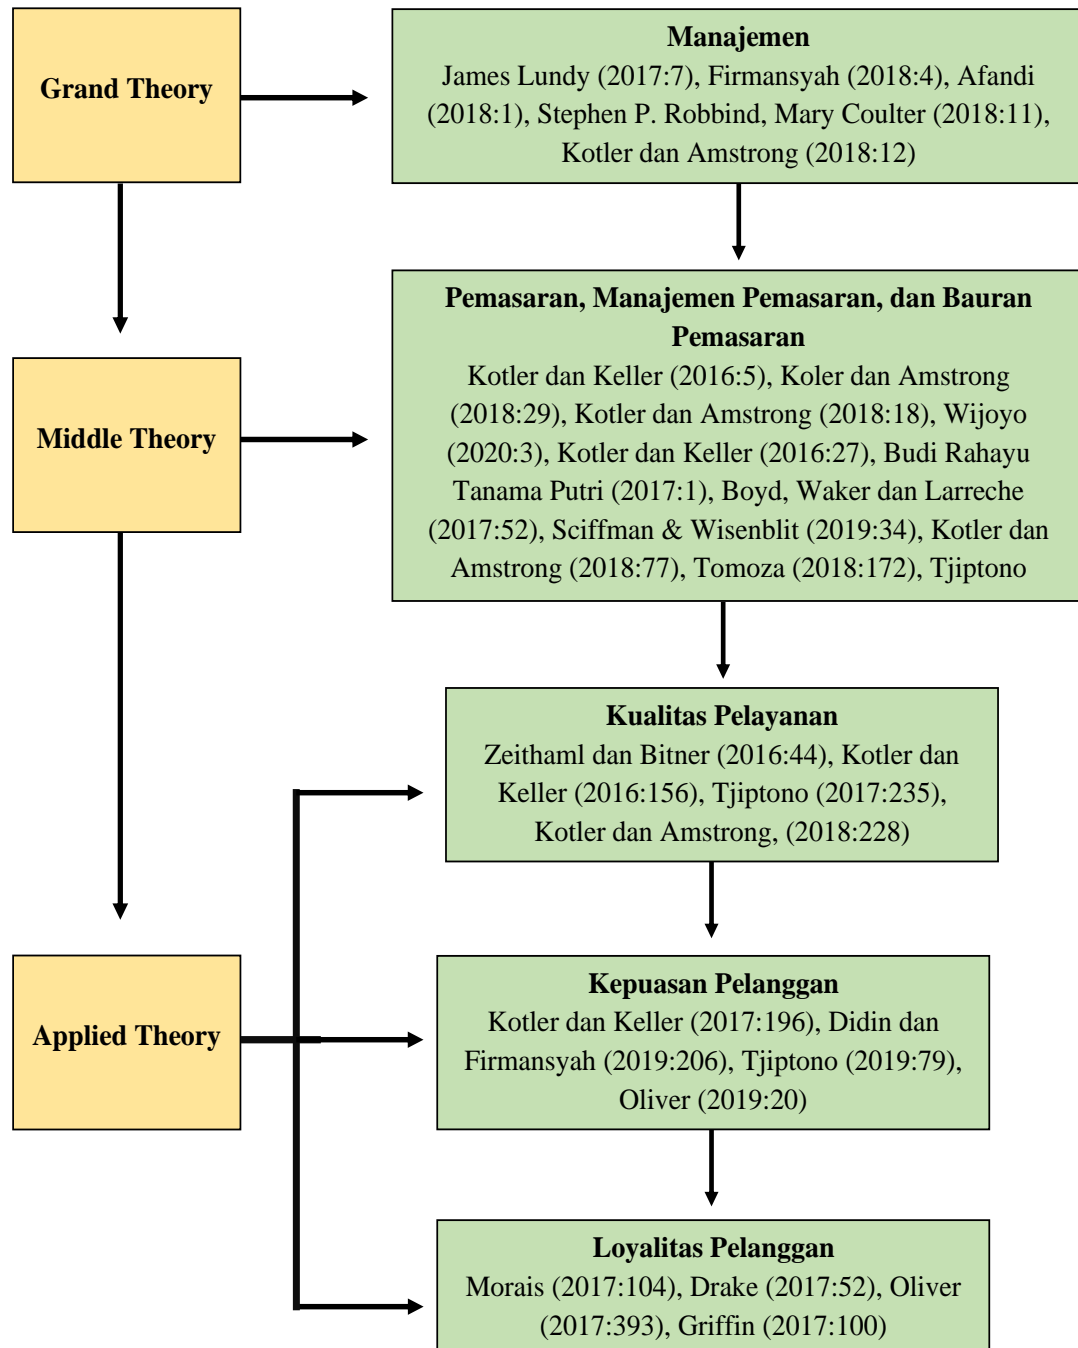 Grand Theory
Manajemen
James Lundy (2017:7), Firmansyah (2018:4), Afandi
(2018:1), Stephen P. Robbind, Mary Coulter (2018:11),
Kotler dan Amstrong (2018:12)
Middle Theory
Pemasaran, Manajemen Pemasaran, dan Bauran
Pemasaran
Kotler dan Keller (2016:5), Koler dan Amstrong
(2018:29), Kotler dan Amstrong (2018:18), Wijoyo
(2020:3), Kotler dan Keller (2016:27), Budi Rahayu
Tanama Putri (2017:1), Boyd, Waker dan Larreche
(2017:52), Sciffman & Wisenblit (2019:34), Kotler dan
Amstrong (2018:77), Tomoza (2018:172), Tjiptono
Applied Theory
Kualitas Pelayanan
Zeithaml dan Bitner (2016:44), Kotler dan
Keller (2016:156), Tjiptono (2017:235),
Kotler dan Amstrong, (2018:228)
Kepuasan Pelanggan
Kotler dan Keller (2017:196), Didin dan
Firmansyah (2019:206), Tjiptono (2019:79),
Oliver (2019:20)
Loyalitas Pelanggan
Morais (2017:104), Drake (2017:52), Oliver
(2017:393), Griffin (2017:100)